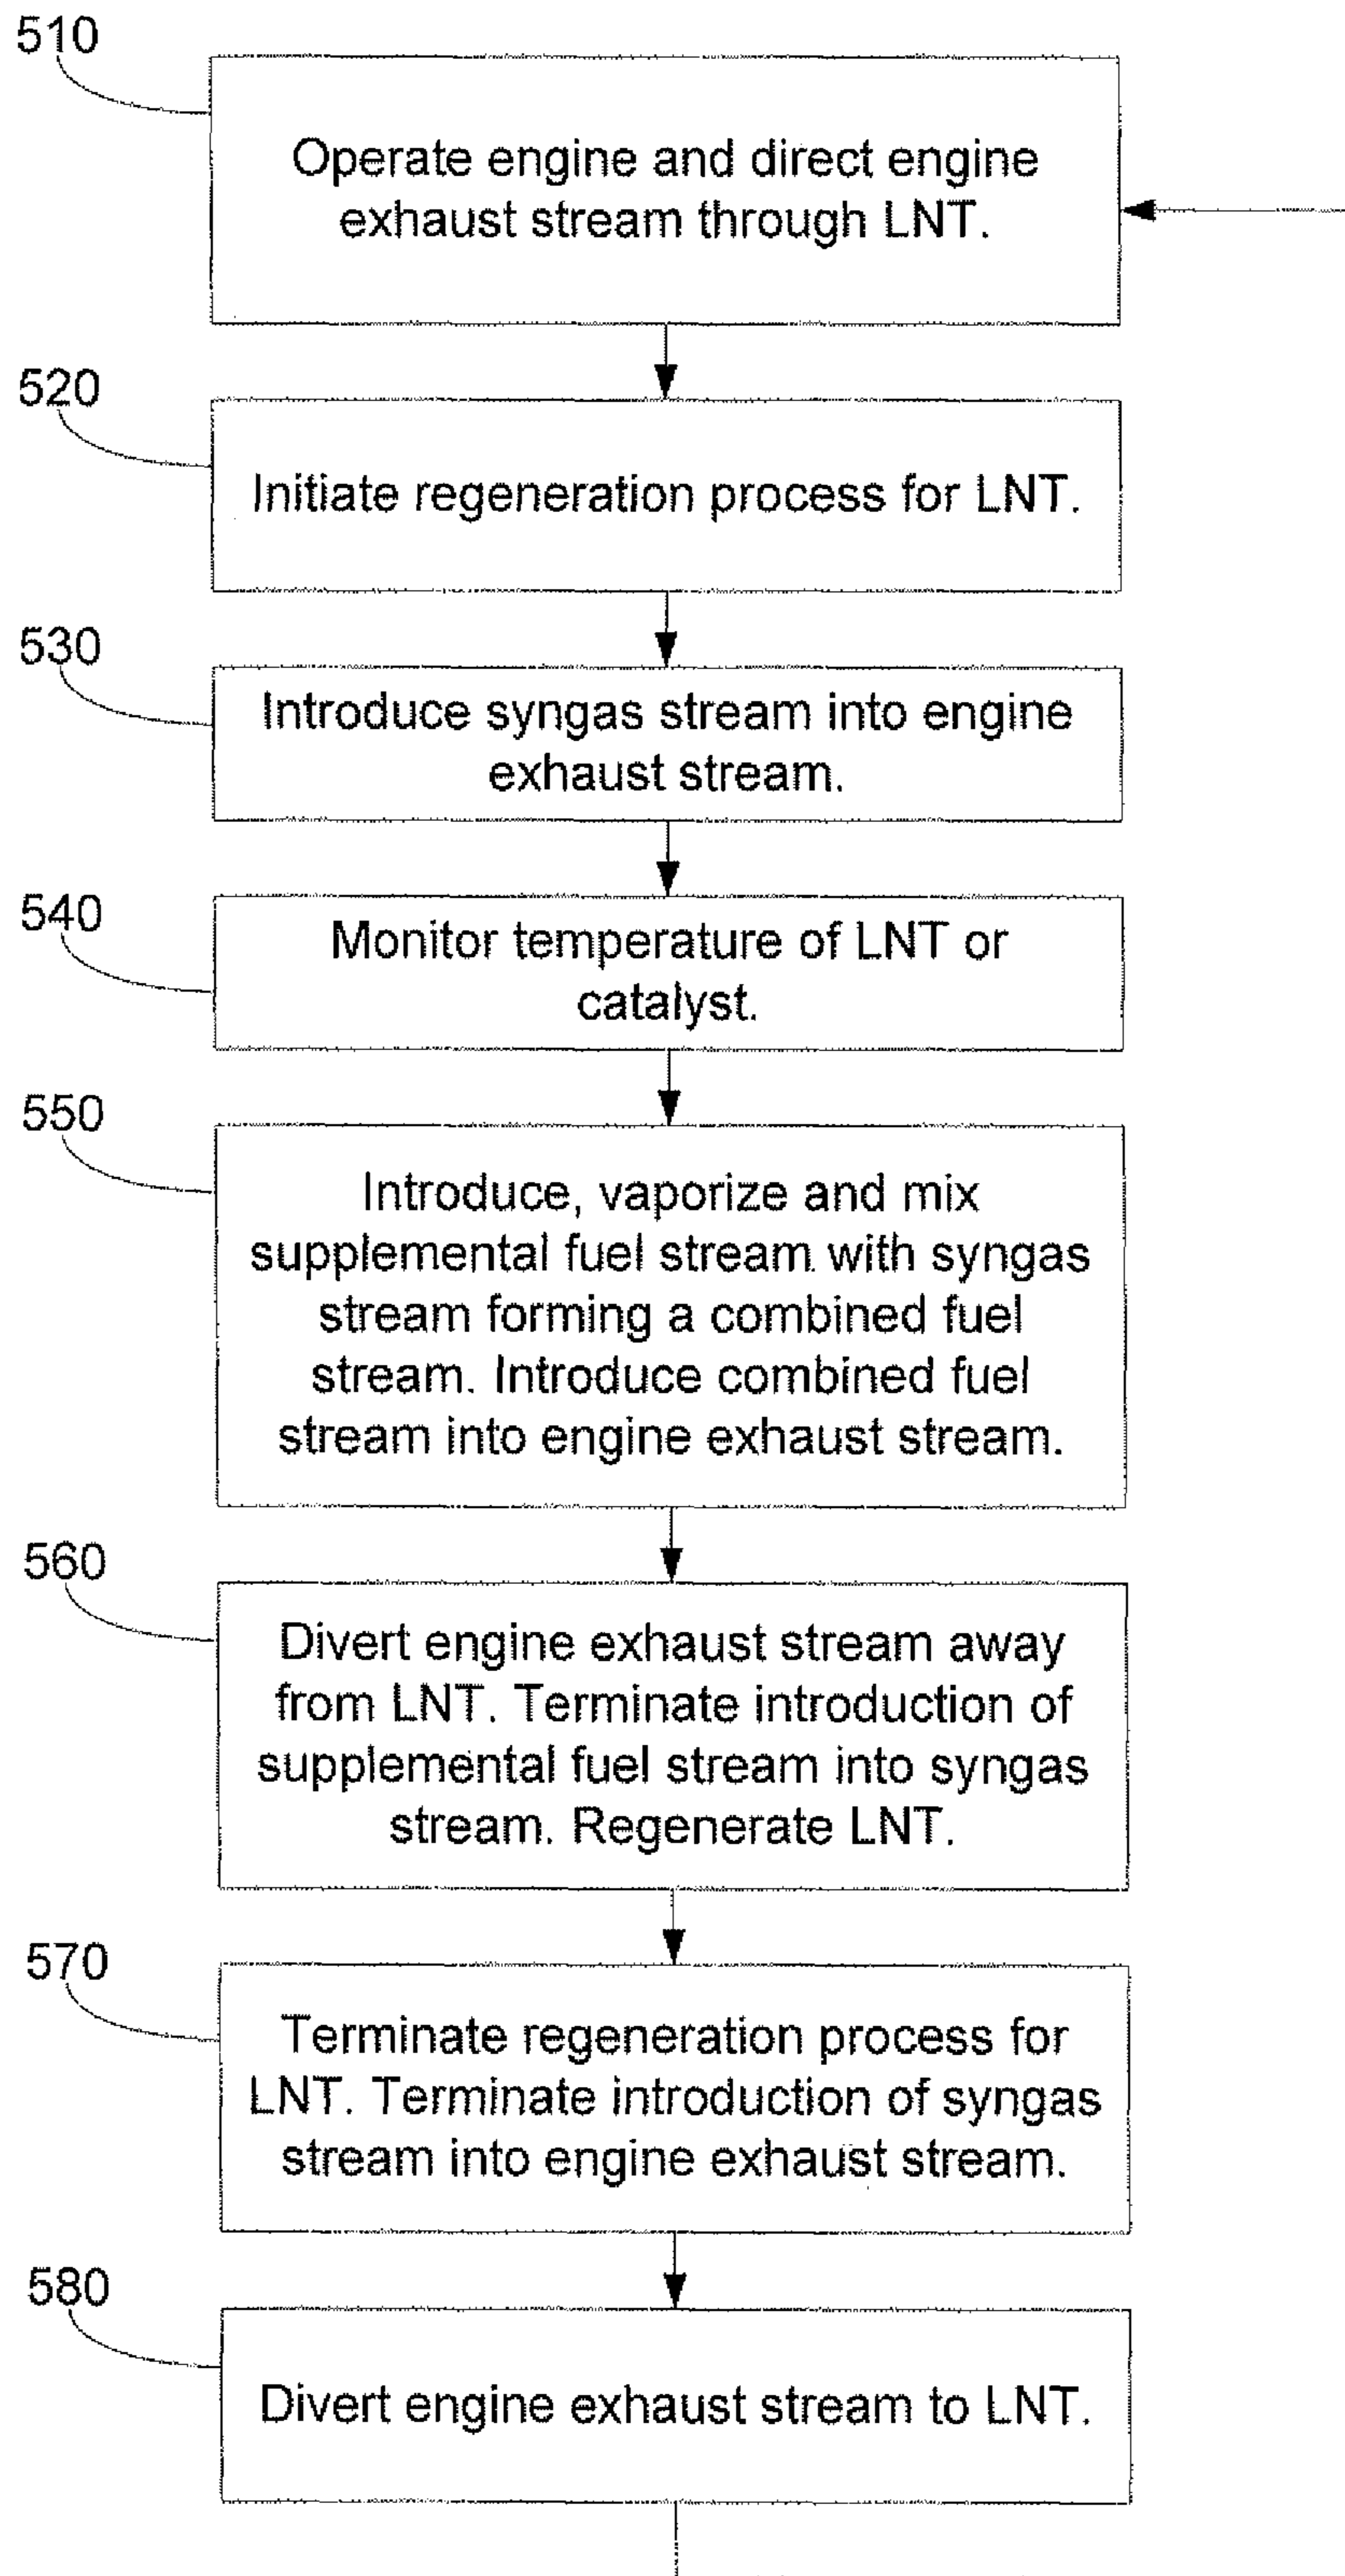 510
Operate engine and direct engine
exhaust stream through LNT.
520
Initiate regeneration process for LNT.
530
Introduce syngas stream into engine
exhaust stream.
540
Monitor temperature of LNT or
catalyst.
550
Introduce, vaporize and mix
supplemental fuel stream with syngas
stream forming a combined fuel
stream. Introduce combined fuel
stream into engine exhaust stream.
560
Divert engine exhaust stream away
from LNT. Terminate introduction of
supplemental fuel stream into syngas
stream. Regenerate LNT.
570
Terminate regeneration process for
LNT. Terminate introduction of syngas
stream into engine exhaust stream.
580
Divert engine exhaust stream to LNT.